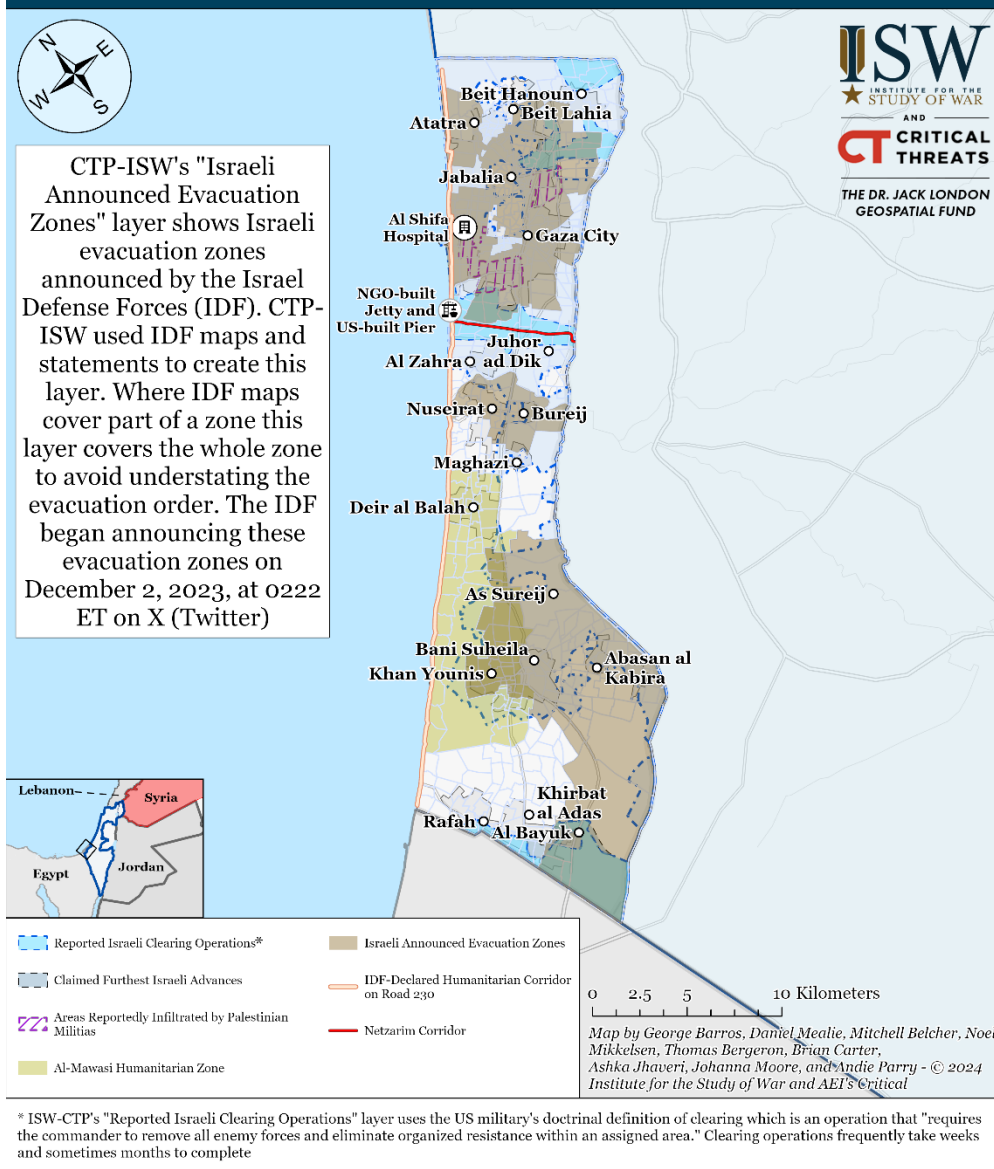 N
E
W
S
ISW
INSTITUTE FOR THE
STUDY OF WAR
AND
CT CRITICAL
THREATS
THE DR. JACK LONDON
GEOSPATIAL FUND
CTP-ISW's "Israeli
Announced Evacuation
Zones" layer shows Israeli
evacuation zones
announced by the Israel
Defense Forces (IDF). CTP-
ISW used IDF maps and
statements to create this
layer. Where IDF maps
cover part of a zone this
layer covers the whole zone
to avoid understating the
evacuation order. The IDF
began announcing these
evacuation zones on
December 2, 2023, at 0222
ET on X (Twitter)
Beit Hanoun
Beit Lahia
Atatra
Jabalia
Al Shifa
Hospital
Gaza City
NGO-built
Jetty and
US-built Pier
Juhor
ad Dik
Al Zahra
Nuseirat
Bureij
Maghazi
Deir al Balah
As Sureij
Bani Suheila
Khan Younis
Abasan al
Kabira
Khirbat
al Adas
Rafah
Al Bayuk
Lebanon
Syria
Jordan
Egypt
Reported Israeli Clearing Operations*
Claimed Furthest Israeli Advances
Areas Reportedly Infiltrated by Palestinian
Militias
Al-Mawasi Humanitarian Zone
Israeli Announced Evacuation Zones
IDF-Declared Humanitarian Corridor
on Road 230
Netzarim Corridor
0 2.5 5 10 Kilometers
Map by George Barros, Daniel Mealie, Mitchell Belcher, Noel
Mikkelsen, Thomas Bergeron, Brian Carter,
Ashka Jhaveri, Johanna Moore, and Andie Parry - © 2024
Institute for the Study of War and AEI's Critical
* ISW-CTP's "Reported Israeli Clearing Operations" layer uses the US military's doctrinal definition of clearing which is an operation that "requires
the commander to remove all enemy forces and eliminate organized resistance within an assigned area." Clearing operations frequently take weeks
and sometimes months to complete